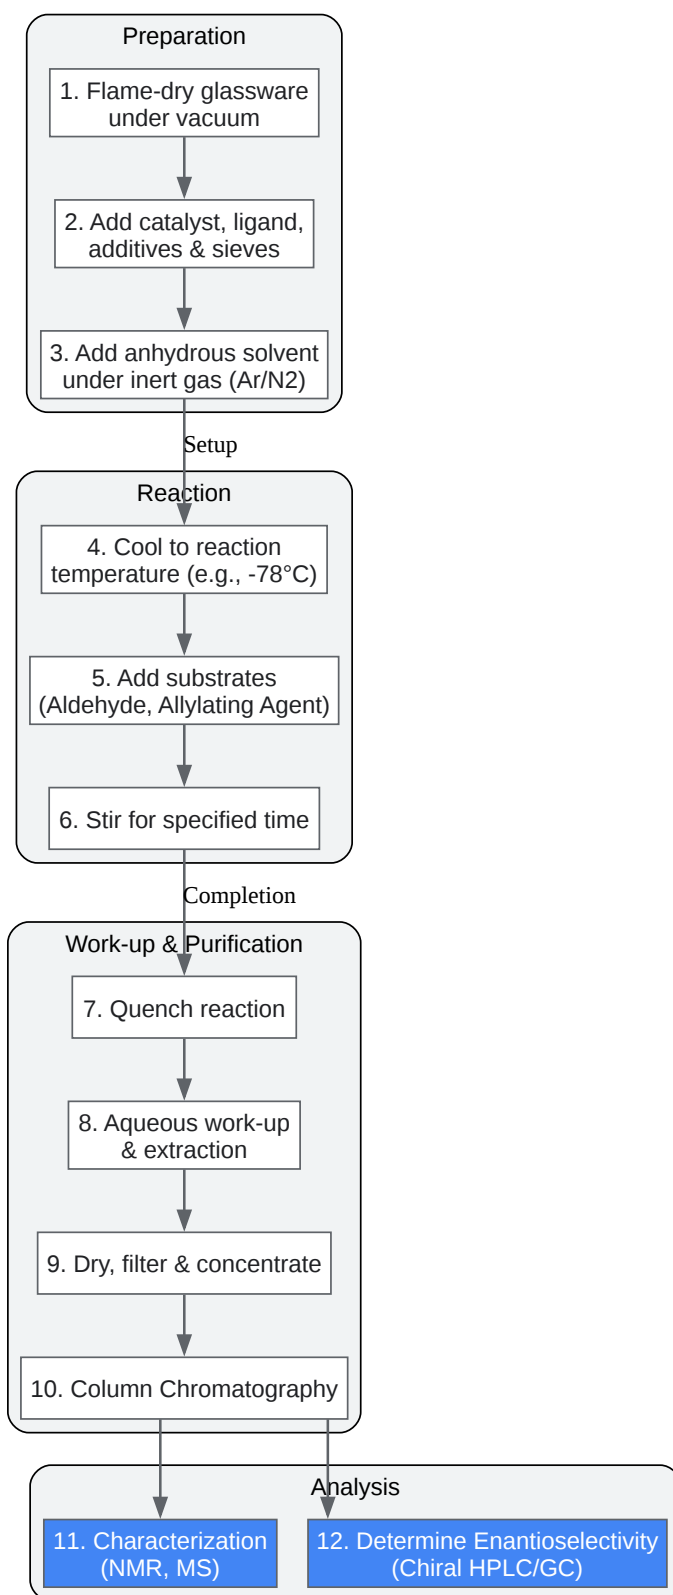 Preparation
1. Flame-dry glassware
under vacuum
2. Add catalyst, ligand,
additives & sieves
3. Add anhydrous solvent
under inert gas (Ar/N2)
Setup
Reaction
4. Cool to reaction
temperature (e.g., -78°C)
5. Add substrates
(Aldehyde, Allylating Agent)
6. Stir for specified time
Completion
Work-up & Purification
7. Quench reaction
8. Aqueous work-up
& extraction
9. Dry, filter & concentrate
10. Column Chromatography
Analysis
11. Characterization
(NMR, MS)
12. Determine Enantioselectivity
(Chiral HPLC/GC)